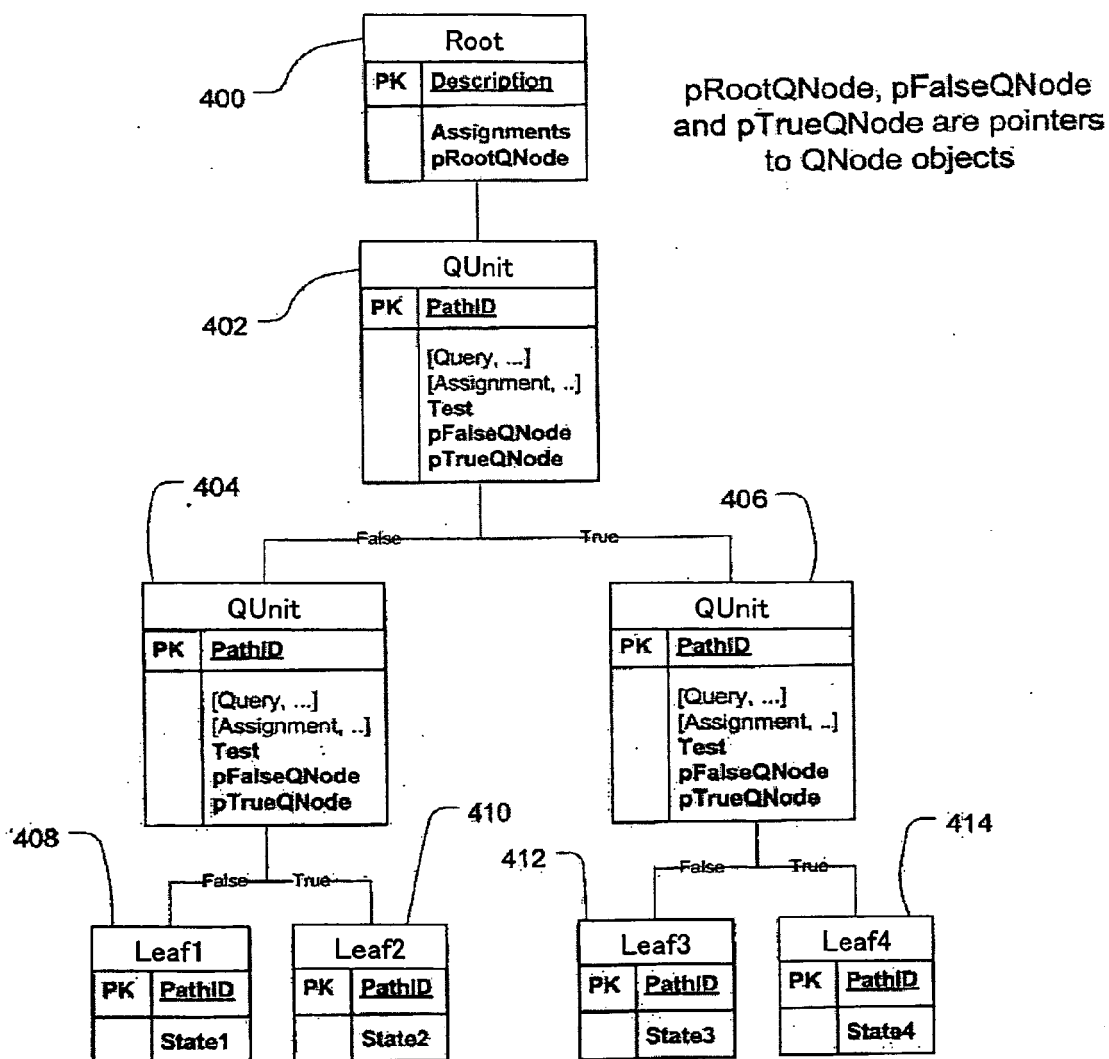 Root
400
PK Description
Assignments
pRootQNode
pRootQNode, pFalseQNode
and pTrueQNode are pointers
to QNode objects
QUnit
402
PK PathID
[Query, ...]
[Assignment, ..]
Test
pFalseQNode
pTrueQNode
False
True
404
QUnit
PK PathID
[Query, ...]
[Assignment, ..]
Test
pFalseQNode
pTrueQNode
406
QUnit
PK PathID
[Query, ...]
[Assignment, ..]
Test
pFalseQNode
pTrueQNode
408
False
True
410
412
False
True
414
Leaf1
PK PathID
State1
Leaf2
PK PathID
State2
Leaf3
PK PathID
State3
Leaf4
PK PathID
State4